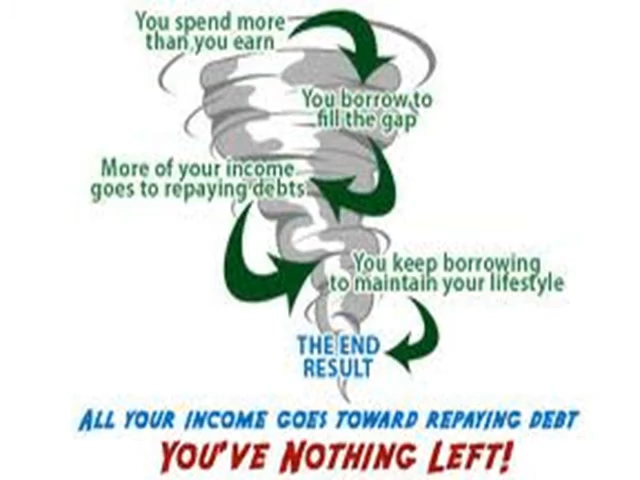 You spend more
than you earn
You borrow to
fill the gap
More of your income
goes to repaying debts
You keep borrowing
to maintain your lifestyle
THE END
RESULT
ALL YOUR INCOME GOES TOWARD REPAYING DEBT
YOU'VE NOTHING LEFT!